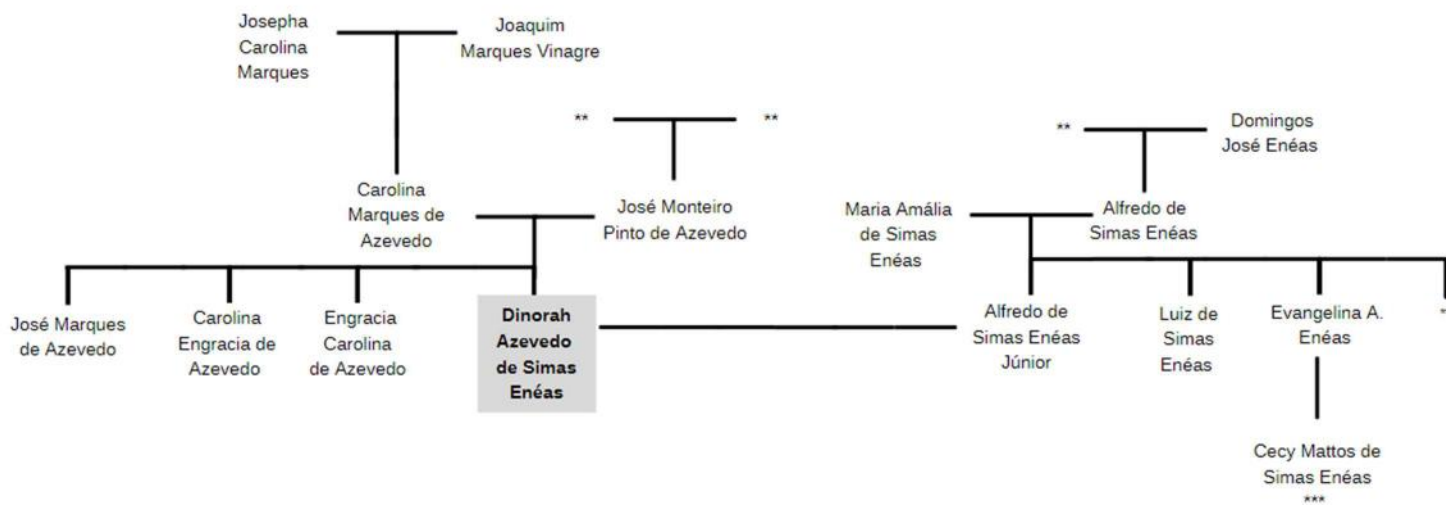 Josepha
Carolina
Marques
Joaquim
Marques Vinagre
**
**
**
Domingos
José Enéas
Carolina
Marques de
Azevedo
José Monteiro
Pinto de Azevedo
Maria Amália
de Simas
Enéas
Alfredo de
Simas Enéas
José Marques
de Azevedo
Carolina
Engracia de
Azevedo
Engracia
Carolina
de Azevedo
Dinorah
Azevedo
de Simas
Enéas
Alfredo de
Simas Enéas
Júnior
Luiz de
Simas
Enéas
Evangelina A.
Enéas
Cecy Mattos de
Simas Enéas
***